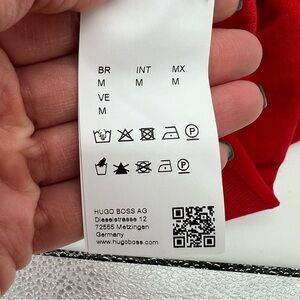 BR INT MX
M M M
VE
M
HUGO BOSS AG
Dieselstrasse 12
72555 Metzingen
Germany
www.hugoboss.com